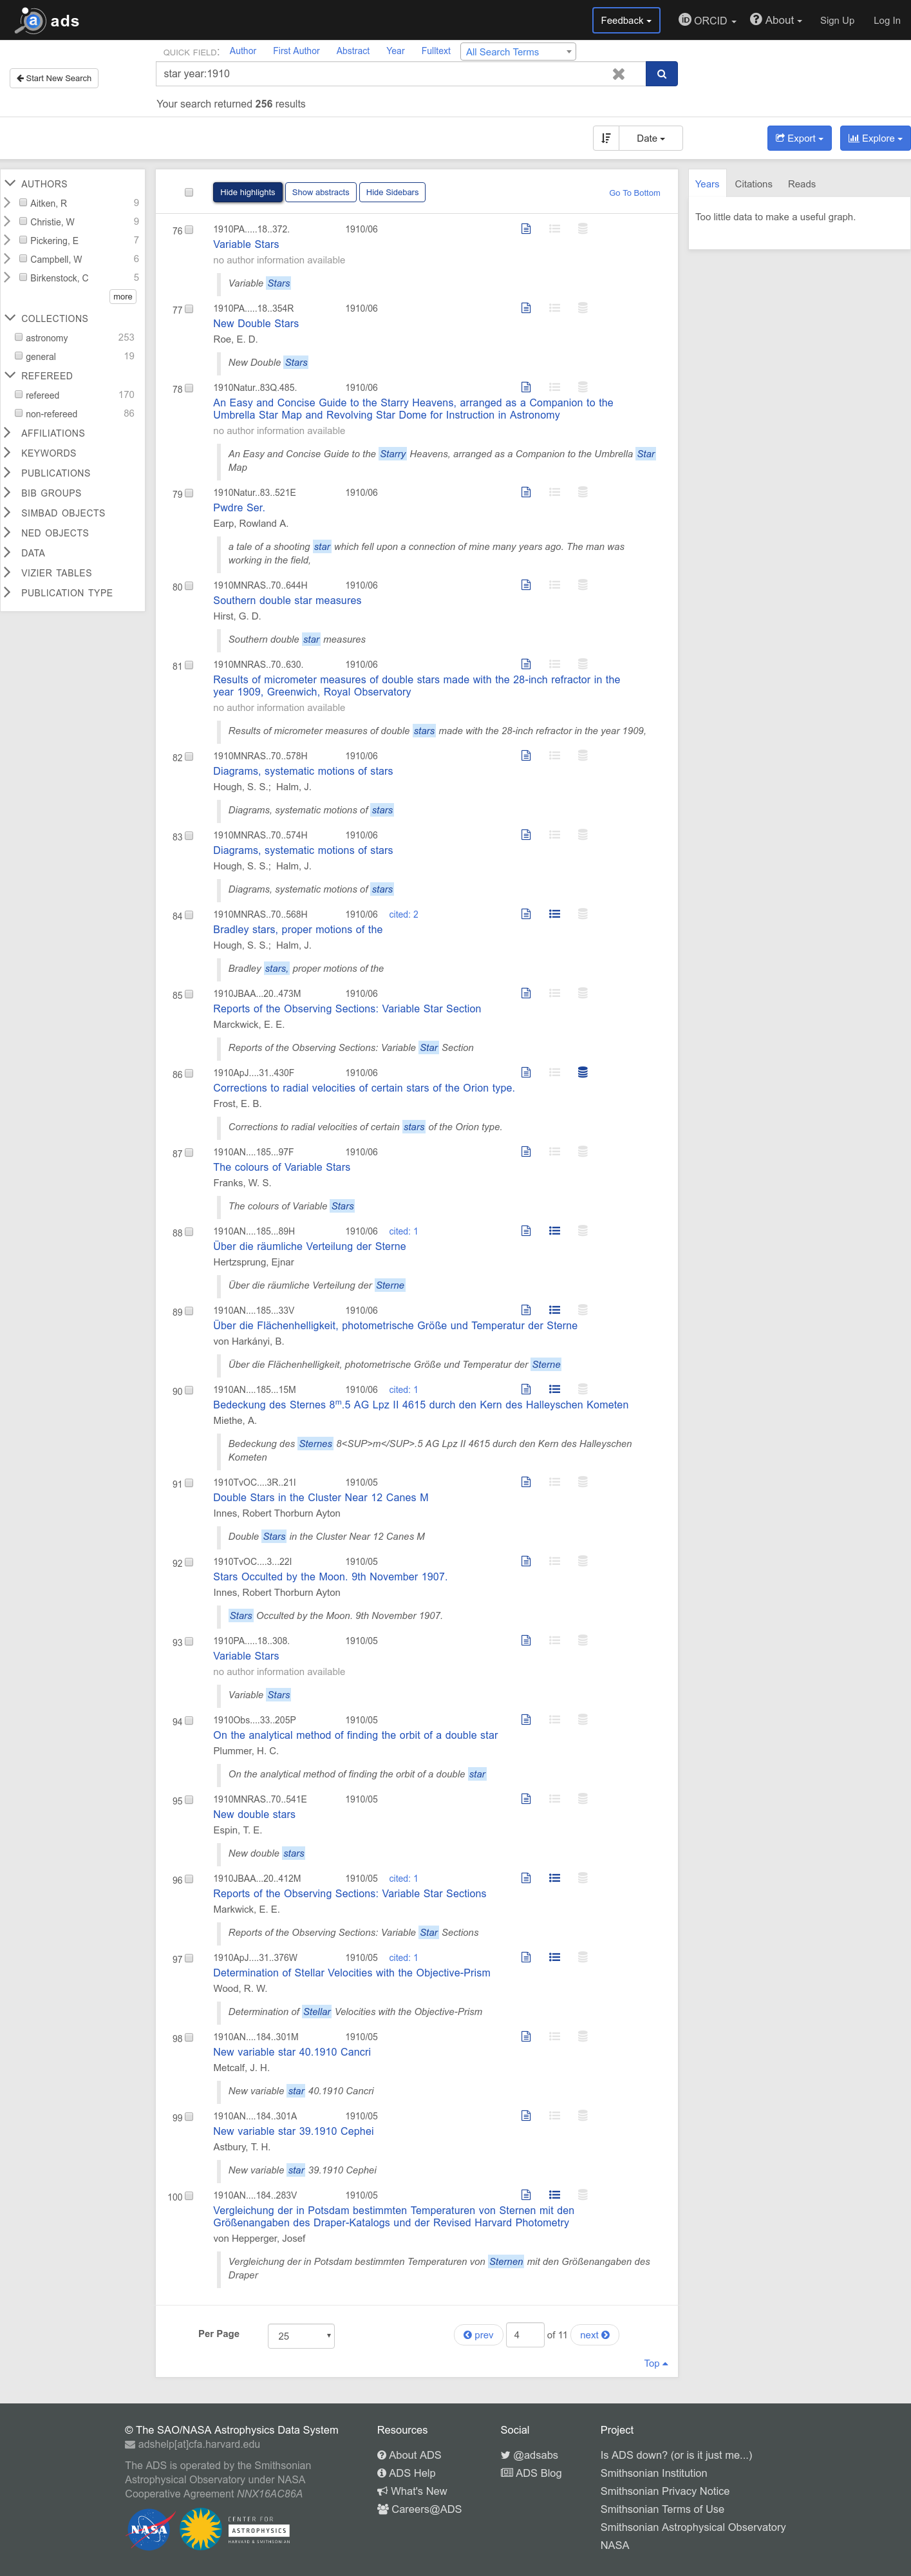 ads
Feedback
ORCID
About
Sign Up
Log In
QUICK FIELD:
Author
First Author
Abstract
Year
Fulltext
All Search Terms
Start New Search
star year:1910
Your search returned 256 results
Date
Export
Explore
AUTHORS
Aitken, R 9
Christie, W 9
Pickering, E 7
Campbell, W 6
Birkenstock, C 5
more
COLLECTIONS
astronomy 253
general 19
REFEREED
refereed 170
non-refereed 86
AFFILIATIONS
KEYWORDS
PUBLICATIONS
BIB GROUPS
SIMBAD OBJECTS
NED OBJECTS
DATA
VIZIER TABLES
PUBLICATION TYPE
Hide highlights
Show abstracts
Hide Sidebars
Go To Bottom
76 1910PA.....18..372. 1910/06
Variable Stars
no author information available
Variable Stars
77 1910PA.....18..354R 1910/06
New Double Stars
Roe, E. D.
New Double Stars
78 1910Natur..83Q.485. 1910/06
An Easy and Concise Guide to the Starry Heavens, arranged as a Companion to the
Umbrella Star Map and Revolving Star Dome for Instruction in Astronomy
no author information available
An Easy and Concise Guide to the Starry Heavens, arranged as a Companion to the Umbrella Star
Map
79 1910Natur..83..521E 1910/06
Pwdre Ser.
Earp, Rowland A.
a tale of a shooting star which fell upon a connection of mine many years ago. The man was
working in the field,
80 1910MNRAS..70..644H 1910/06
Southern double star measures
Hirst, G. D.
Southern double star measures
81 1910MNRAS..70..630. 1910/06
Results of micrometer measures of double stars made with the 28-inch refractor in the
year 1909, Greenwich, Royal Observatory
no author information available
Results of micrometer measures of double stars made with the 28-inch refractor in the year 1909,
82 1910MNRAS..70..578H 1910/06
Diagrams, systematic motions of stars
Hough, S. S.; Halm, J.
Diagrams, systematic motions of stars
83 1910MNRAS..70..574H 1910/06
Diagrams, systematic motions of stars
Hough, S. S.; Halm, J.
Diagrams, systematic motions of stars
84 1910MNRAS..70..568H 1910/06 cited: 2
Bradley stars, proper motions of the
Hough, S. S.; Halm, J.
Bradley stars, proper motions of the
85 1910JBAA...20..473M 1910/06
Reports of the Observing Sections: Variable Star Section
Marckwick, E. E.
Reports of the Observing Sections: Variable Star Section
86 1910ApJ....31..430F 1910/06
Corrections to radial velocities of certain stars of the Orion type.
Frost, E. B.
Corrections to radial velocities of certain stars of the Orion type.
87 1910AN....185...97F 1910/06
The colours of Variable Stars
Franks, W. S.
The colours of Variable Stars
88 1910AN....185...89H 1910/06 cited: 1
Über die räumliche Verteilung der Sterne
Hertzsprung, Ejnar
Über die räumliche Verteilung der Sterne
89 1910AN....185...33V 1910/06
Über die Flächenhelligkeit, photometrische Größe und Temperatur der Sterne
von Harkányi, B.
Über die Flächenhelligkeit, photometrische Größe und Temperatur der Sterne
90 1910AN....185...15M 1910/06 cited: 1
Bedeckung des Sternes 8ᵐ.5 AG Lpz II 4615 durch den Kern des Halleyschen Kometen
Miethe, A.
Bedeckung des Sternes 8<SUP>m</SUP>.5 AG Lpz II 4615 durch den Kern des Halleyschen
Kometen
91 1910TvOC....3R..21I 1910/05
Double Stars in the Cluster Near 12 Canes M
Innes, Robert Thorburn Ayton
Double Stars in the Cluster Near 12 Canes M
92 1910TvOC....3...22I 1910/05
Stars Occulted by the Moon. 9th November 1907.
Innes, Robert Thorburn Ayton
Stars Occulted by the Moon. 9th November 1907.
93 1910PA.....18..308. 1910/05
Variable Stars
no author information available
Variable Stars
94 1910Obs....33..205P 1910/05
On the analytical method of finding the orbit of a double star
Plummer, H. C.
On the analytical method of finding the orbit of a double star
95 1910MNRAS..70..541E 1910/05
New double stars
Espin, T. E.
New double stars
96 1910JBAA...20..412M 1910/05 cited: 1
Reports of the Observing Sections: Variable Star Sections
Markwick, E. E.
Reports of the Observing Sections: Variable Star Sections
97 1910ApJ....31..376W 1910/05 cited: 1
Determination of Stellar Velocities with the Objective-Prism
Wood, R. W.
Determination of Stellar Velocities with the Objective-Prism
98 1910AN....184..301M 1910/05
New variable star 40.1910 Cancri
Metcalf, J. H.
New variable star 40.1910 Cancri
99 1910AN....184..301A 1910/05
New variable star 39.1910 Cephei
Astbury, T. H.
New variable star 39.1910 Cephei
100 1910AN....184..283V 1910/05
Vergleichung der in Potsdam bestimmten Temperaturen von Sternen mit den
Größenangaben des Draper-Katalogs und der Revised Harvard Photometry
von Hepperger, Josef
Vergleichung der in Potsdam bestimmten Temperaturen von Sternen mit den Größenangaben des
Draper
Per Page
25
prev 4 of 11 next
Top
Years
Citations
Reads
Too little data to make a useful graph.
© The SAO/NASA Astrophysics Data System
adshelp[at]cfa.harvard.edu
The ADS is operated by the Smithsonian
Astrophysical Observatory under NASA
Cooperative Agreement NNX16AC86A
NASA
CENTER FOR
ASTROPHYSICS
HARVARD & SMITHSONIAN
Resources
About ADS
ADS Help
What's New
Careers@ADS
Social
@adsabs
ADS Blog
Project
Is ADS down? (or is it just me...)
Smithsonian Institution
Smithsonian Privacy Notice
Smithsonian Terms of Use
Smithsonian Astrophysical Observatory
NASA